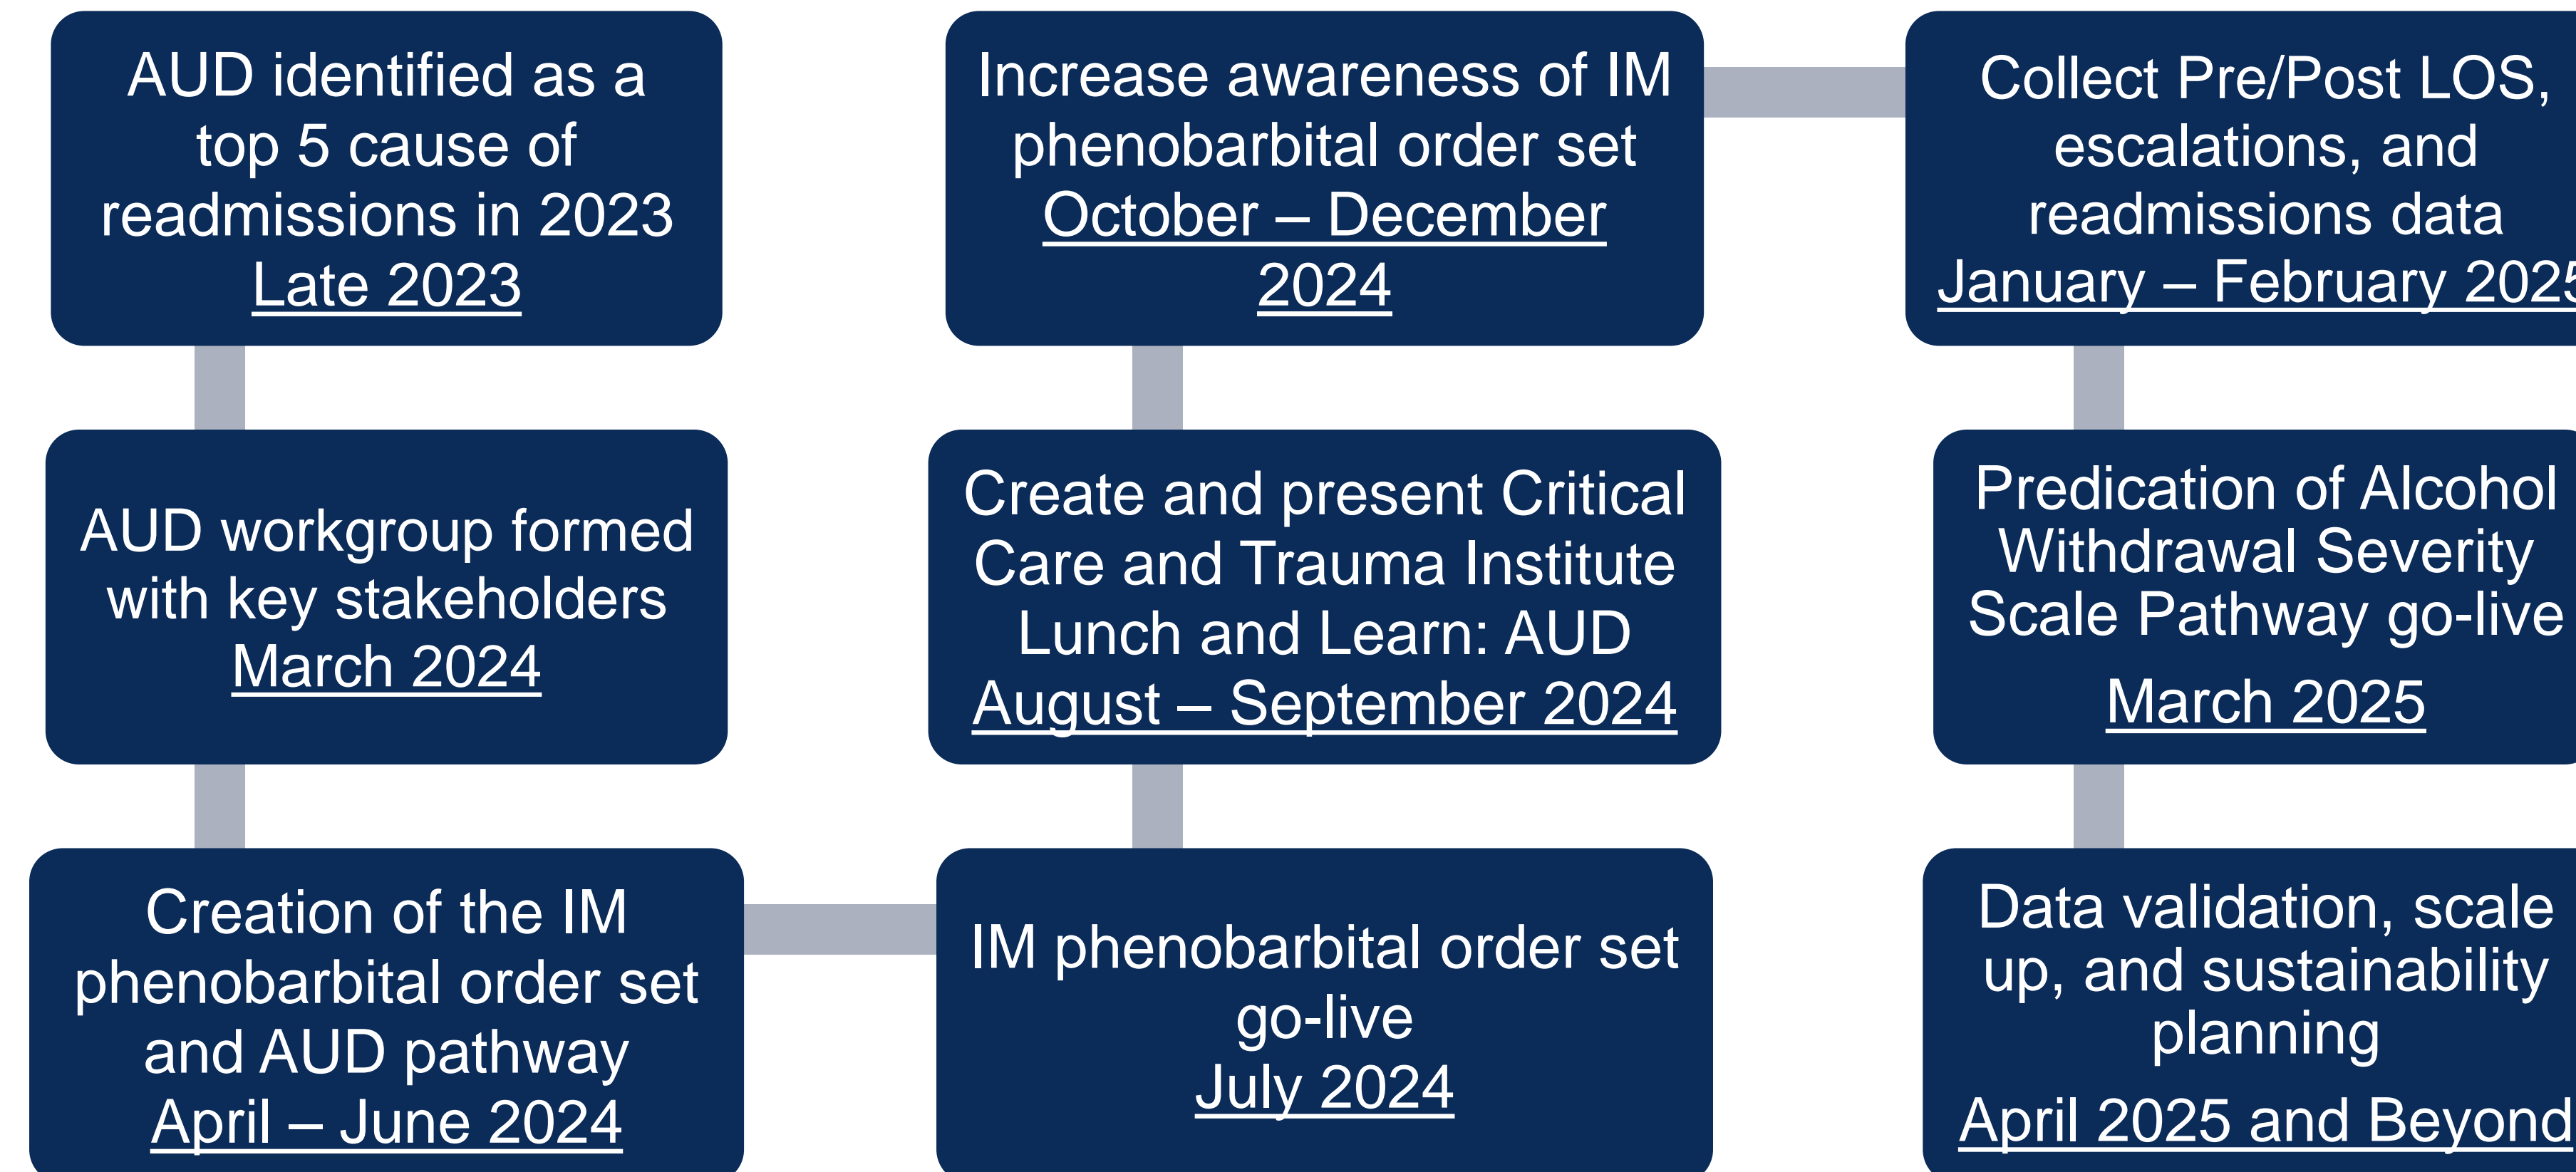 AUD identified as a
top 5 cause of
readmissions in 2023
Late 2023
AUD workgroup formed
with key stakeholders
March 2024
Creation of the IM
phenobarbital order set
and AUD pathway
April – June 2024
IM phenobarbital order set
go-live
July 2024
Create and present Critical
Care and Trauma Institute
Lunch and Learn: AUD
August – September 2024
Increase awareness of IM
phenobarbital order set
October – December
2024
Collect Pre/Post LOS,
escalations, and
readmissions data
January – February 2025
Predication of Alcohol
Withdrawal Severity
Scale Pathway go-live
March 2025
Data validation, scale
up, and sustainability
planning
April 2025 and Beyond